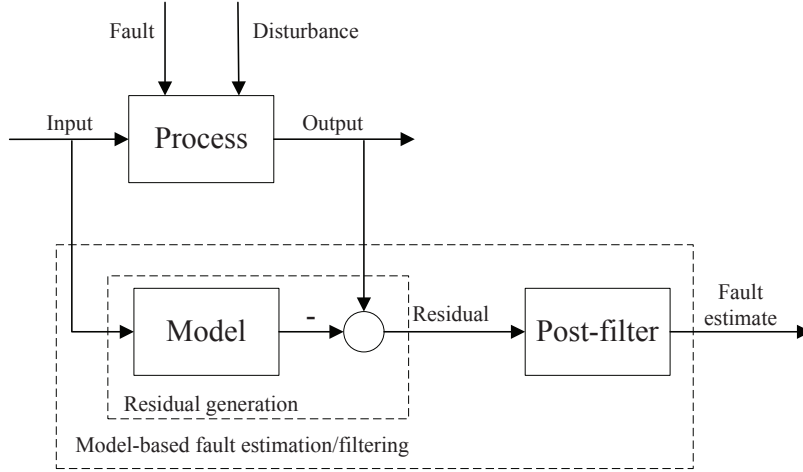 Fault
Disturbance
Input
Process
Output
Model
-
Residual
Post-filter
Fault
estimate
Residual generation
Model-based fault estimation/filtering